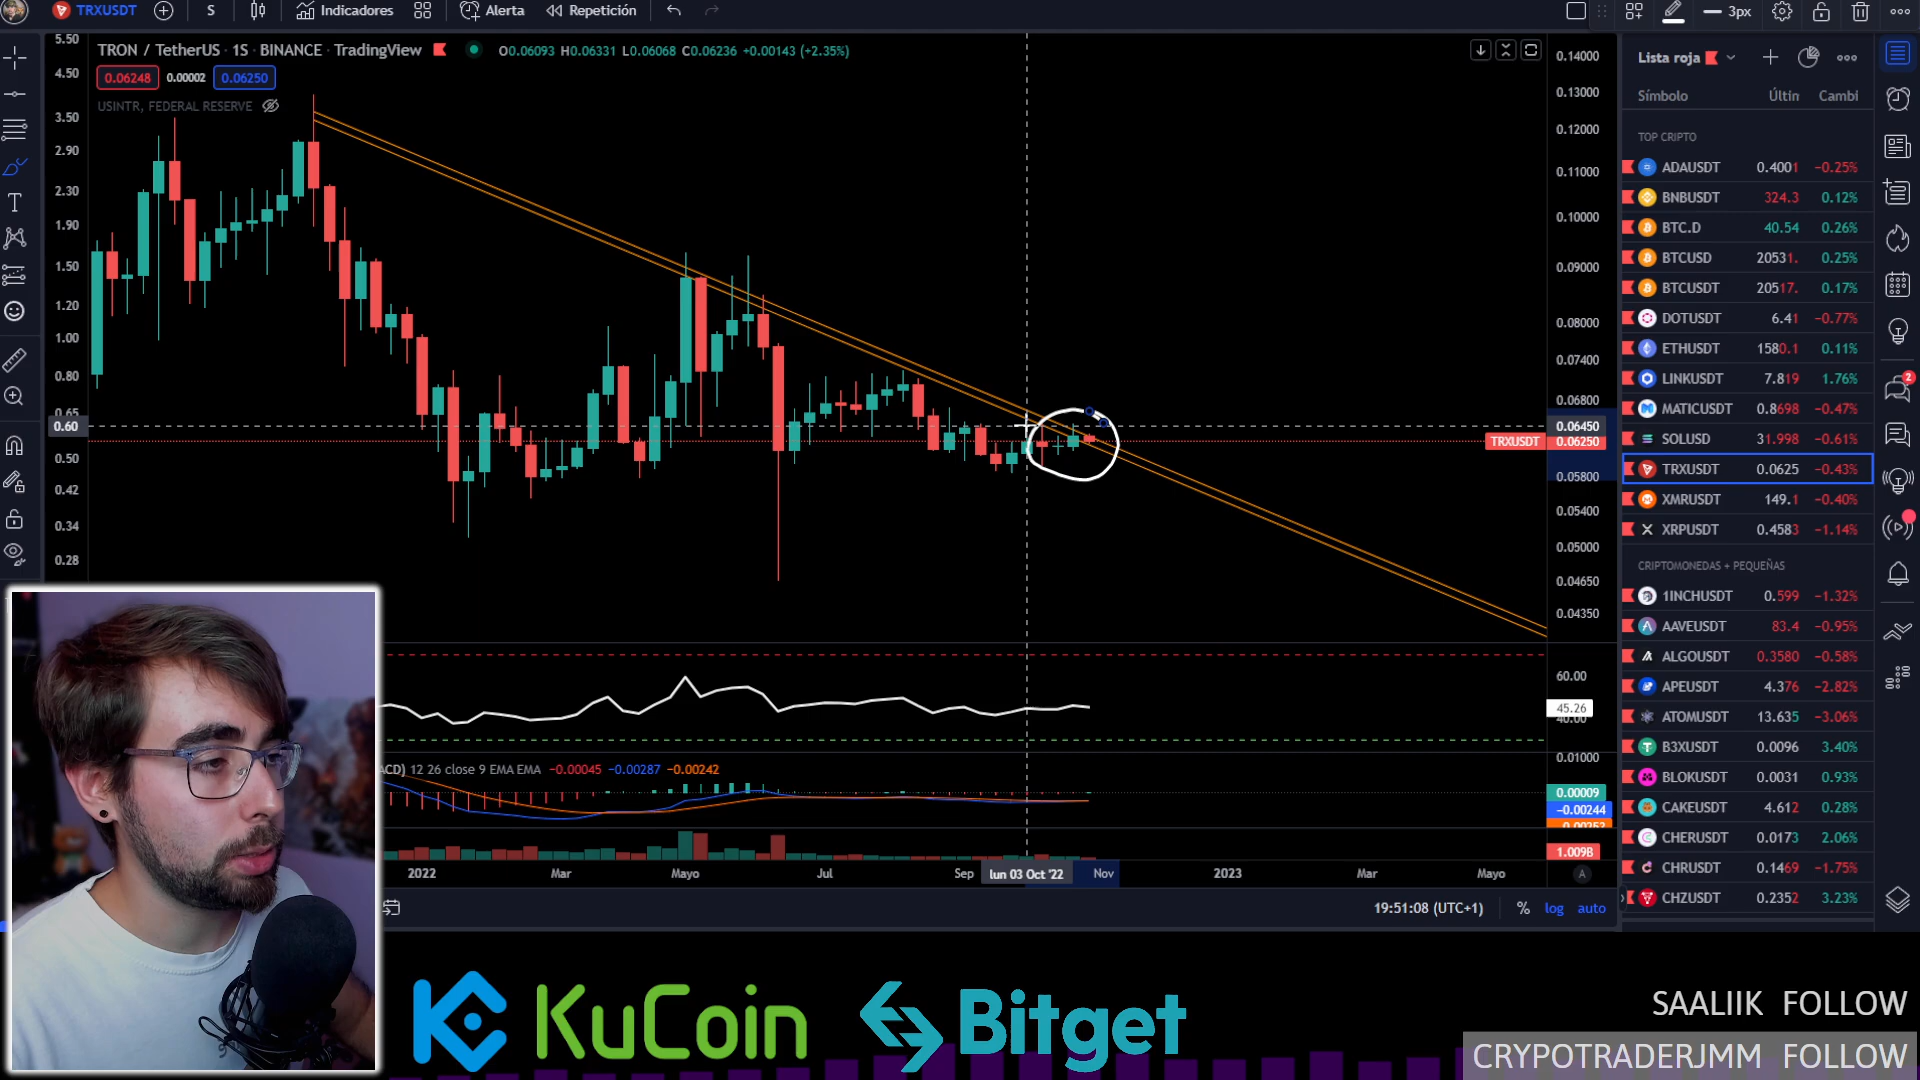 TRXUSDT S Indicadores Alerta Repetición 3px
TRON / TetherUS · 1S · BINANCE · TradingView O0.06093 H0.06331 L0.06068 C0.06236 +0.00143 (+2.35%)
0.06248 0.00002 0.06250
USINTR, FEDERAL RESERVE
5.50
4.50
3.50
2.90
2.30
1.90
1.50
1.20
1.00
0.80
0.65
0.60
0.50
0.42
0.34
0.28
0.14000
0.13000
0.12000
0.11000
0.10000
0.09000
0.08000
0.07400
0.06800
0.06450
TRXUSDT 0.06250
0.05800
0.05400
0.05000
0.04650
0.04350
60.00
45.26
40.00
0.01000
ACD) 12 26 close 9 EMA EMA −0.00045 −0.00287 −0.00242
0.00009
−0.00244
1.009B
2022 Mar Mayo Jul Sep lun 03 Oct '22 Nov 2023 Mar Mayo A
19:51:08 (UTC+1) % log auto
Lista roja
Símbolo Últin Cambi
TOP CRIPTO
ADAUSDT 0.4001 −0.25%
BNBUSDT 324.3 0.12%
BTC.D 40.54 0.26%
BTCUSD 20531. 0.25%
BTCUSDT 20517. 0.17%
DOTUSDT 6.41 −0.77%
ETHUSDT 1580.1 0.11%
LINKUSDT 7.819 1.76%
MATICUSDT 0.8698 −0.47%
SOLUSD 31.998 −0.61%
TRXUSDT 0.0625 −0.43%
XMRUSDT 149.1 −0.40%
XRPUSDT 0.4583 −1.14%
CRIPTOMONEDAS + PEQUEÑAS
1INCHUSDT 0.599 −1.32%
AAVEUSDT 83.4 −0.95%
ALGOUSDT 0.3580 −0.58%
APEUSDT 4.376 −2.82%
ATOMUSDT 13.635 −3.06%
B3XUSDT 0.0096 3.40%
BLOKUSDT 0.0031 0.93%
CAKEUSDT 4.612 0.28%
CHERUSDT 0.0173 2.06%
CHRUSDT 0.1469 −1.75%
CHZUSDT 0.2352 3.23%
2
KuCoin Bitget
SAALIIK FOLLOW
CRYPOTRADERJMM FOLLOW